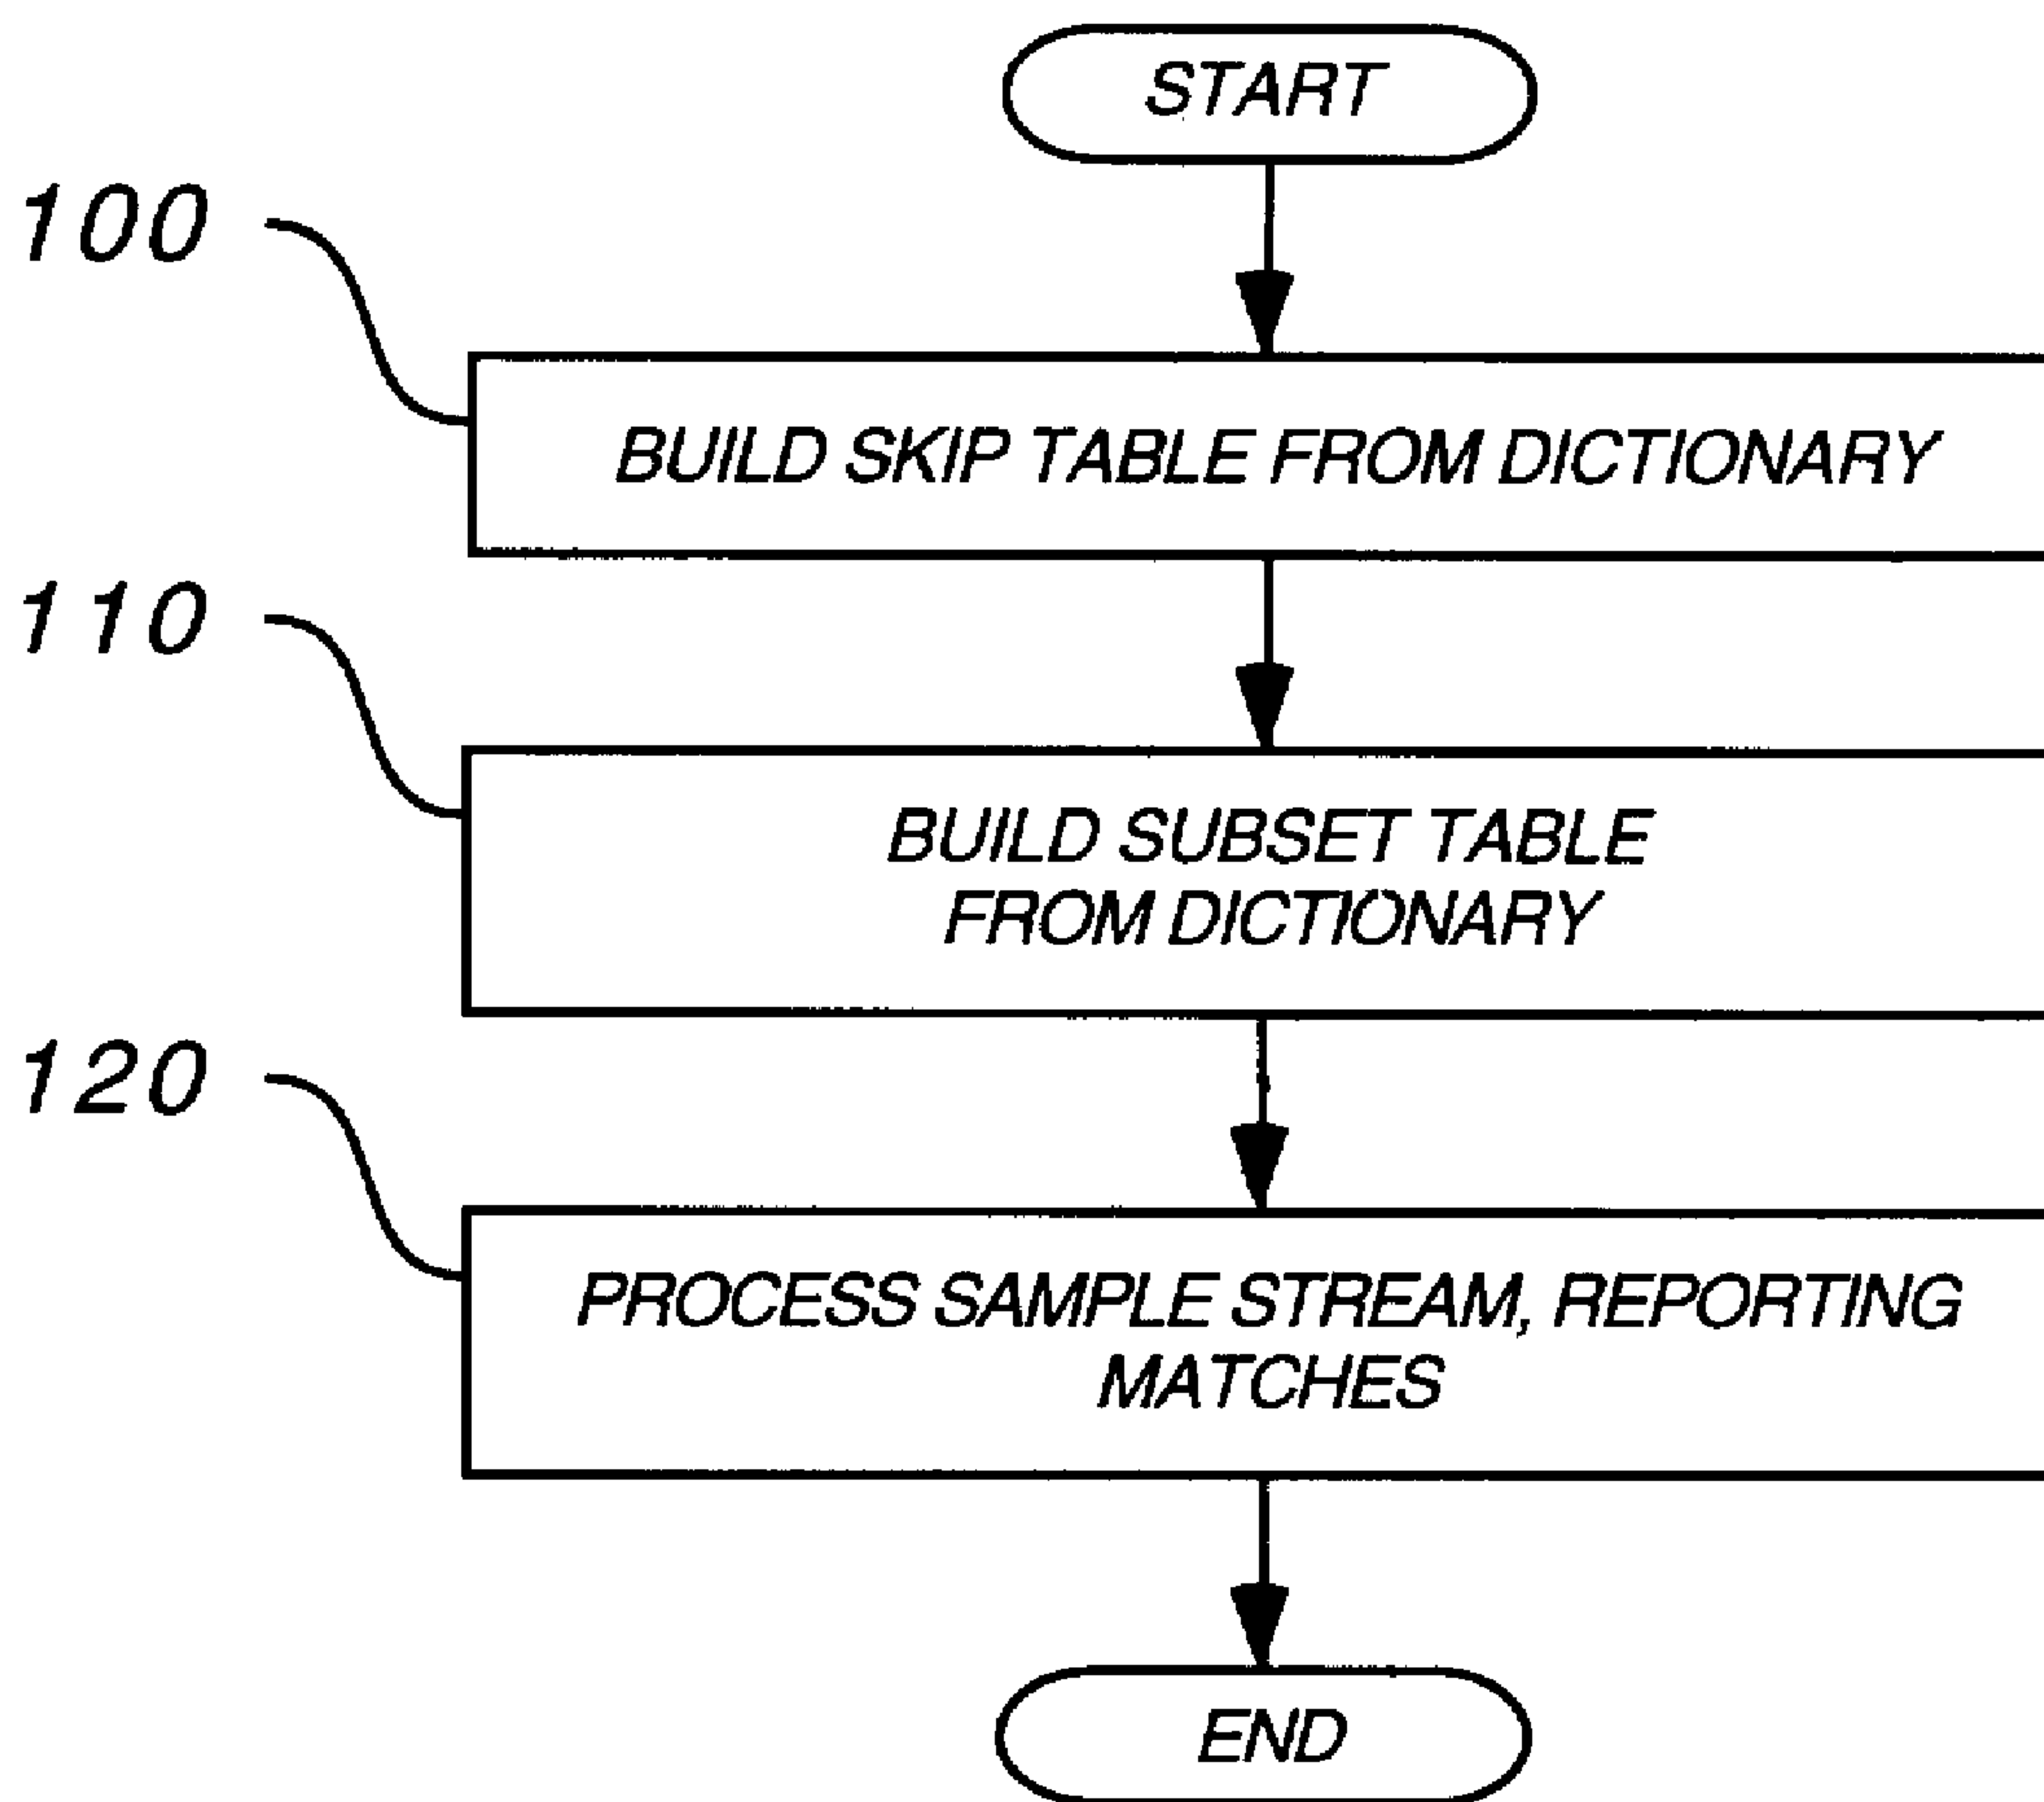 START
100
BUILD SKIP TABLE FROM DICTIONARY
110
BUILD SUBSET TABLE
FROM DICTIONARY
120
PROCESS SAMPLE STREAM, REPORTING
MATCHES
END